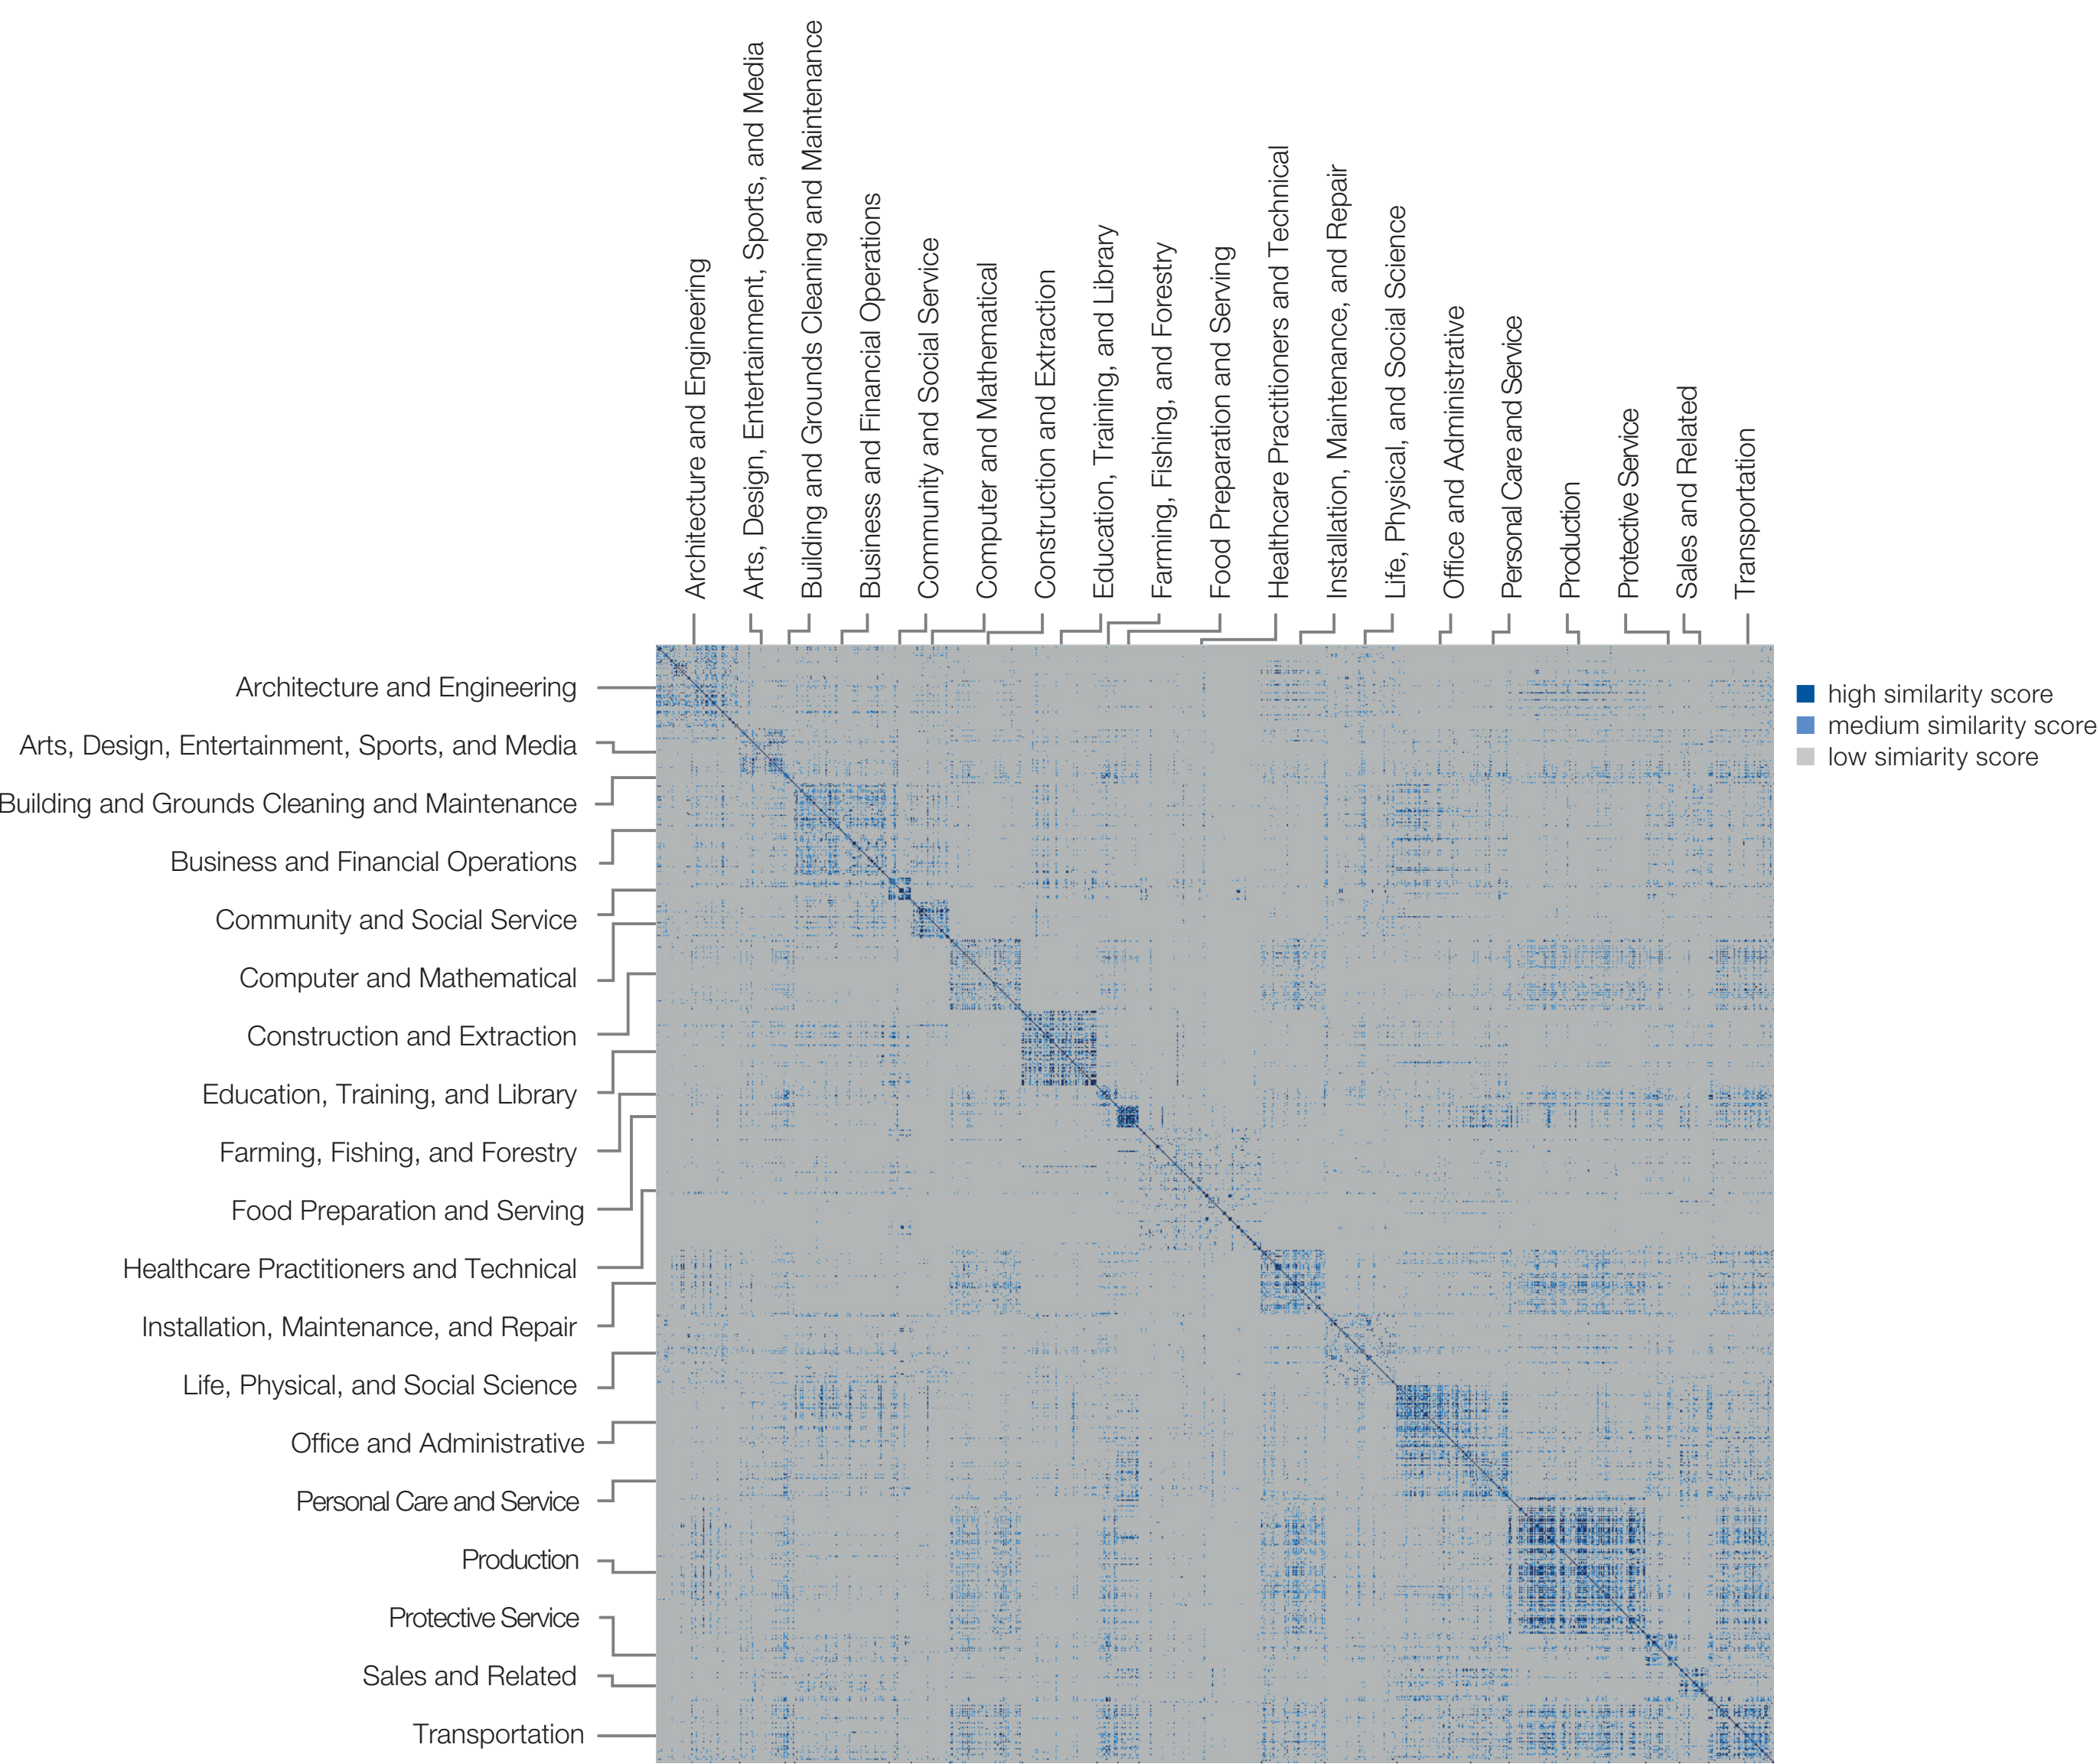 Architecture and Engineering
Arts, Design, Entertainment, Sports, and Media
Building and Grounds Cleaning and Maintenance
Business and Financial Operations
Community and Social Service
Computer and Mathematical
Construction and Extraction
Education, Training, and Library
Farming, Fishing, and Forestry
Food Preparation and Serving
Healthcare Practitioners and Technical
Installation, Maintenance, and Repair
Life, Physical, and Social Science
Office and Administrative
Personal Care and Service
Production
Protective Service
Sales and Related
Transportation
Architecture and Engineering
Arts, Design, Entertainment, Sports, and Media
Building and Grounds Cleaning and Maintenance
Business and Financial Operations
Community and Social Service
Computer and Mathematical
Construction and Extraction
Education, Training, and Library
Farming, Fishing, and Forestry
Food Preparation and Serving
Healthcare Practitioners and Technical
Installation, Maintenance, and Repair
Life, Physical, and Social Science
Office and Administrative
Personal Care and Service
Production
Protective Service
Sales and Related
Transportation
high similarity score
medium similarity score
low simiarity score